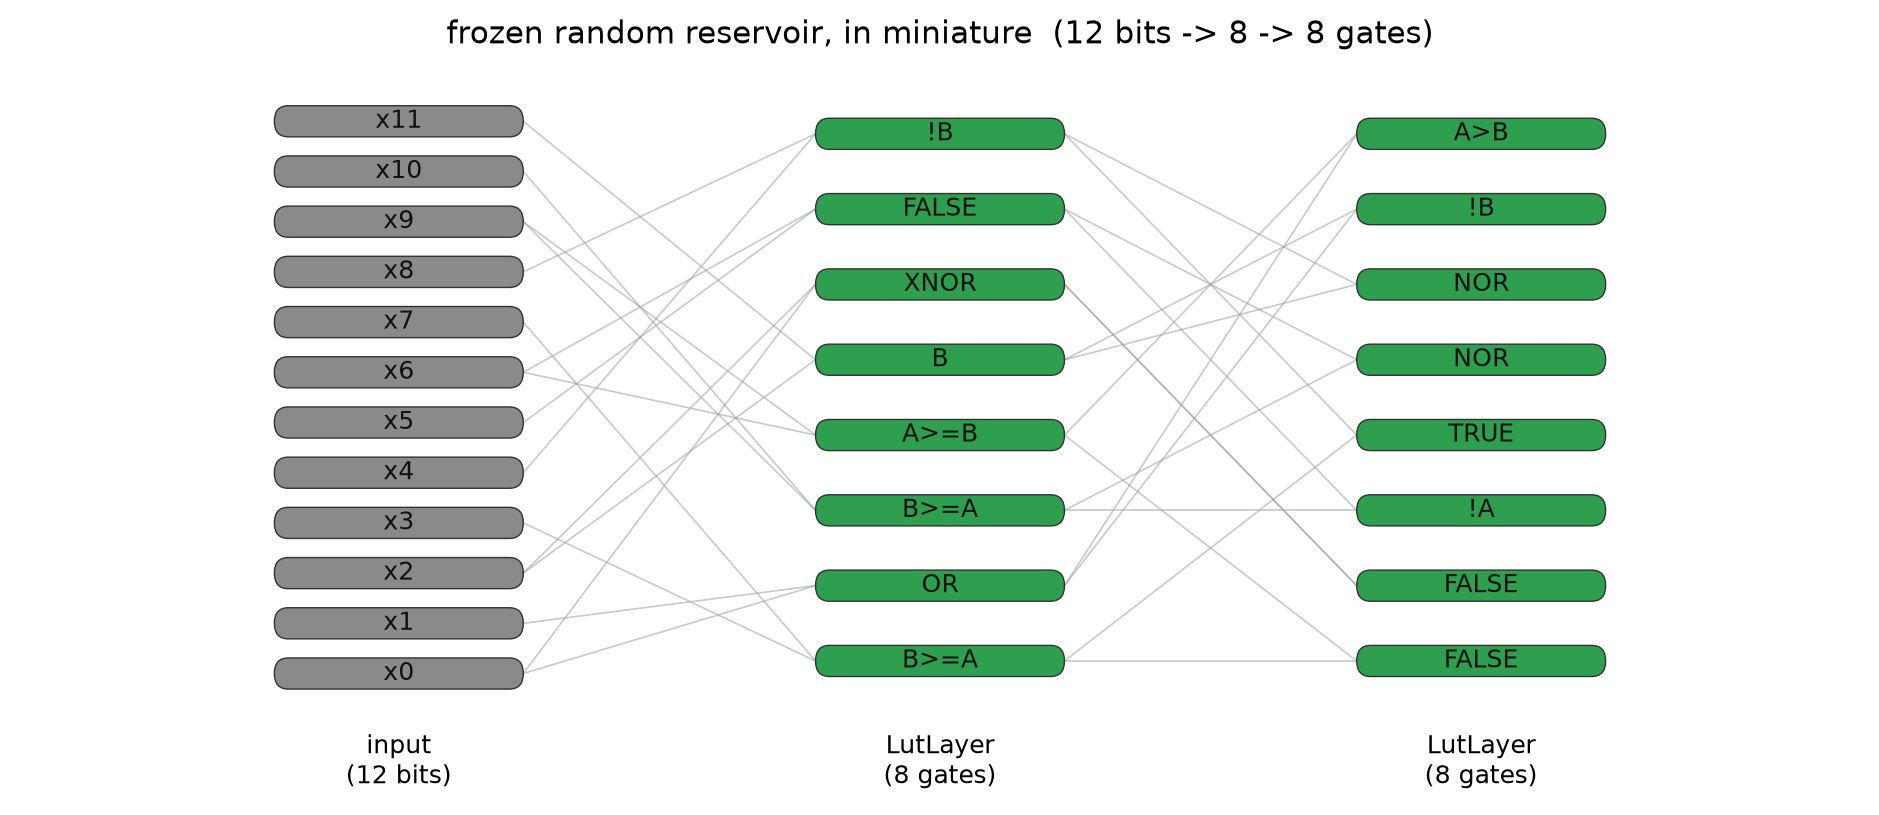 frozen random reservoir, in miniature  (12 bits -> 8 -> 8 gates)
x11
x10
x9
x8
x7
x6
x5
x4
x3
x2
x1
x0
input
(12 bits)
!B
FALSE
XNOR
B
A>=B
B>=A
OR
B>=A
LutLayer
(8 gates)
A>B
!B
NOR
NOR
TRUE
!A
FALSE
FALSE
LutLayer
(8 gates)